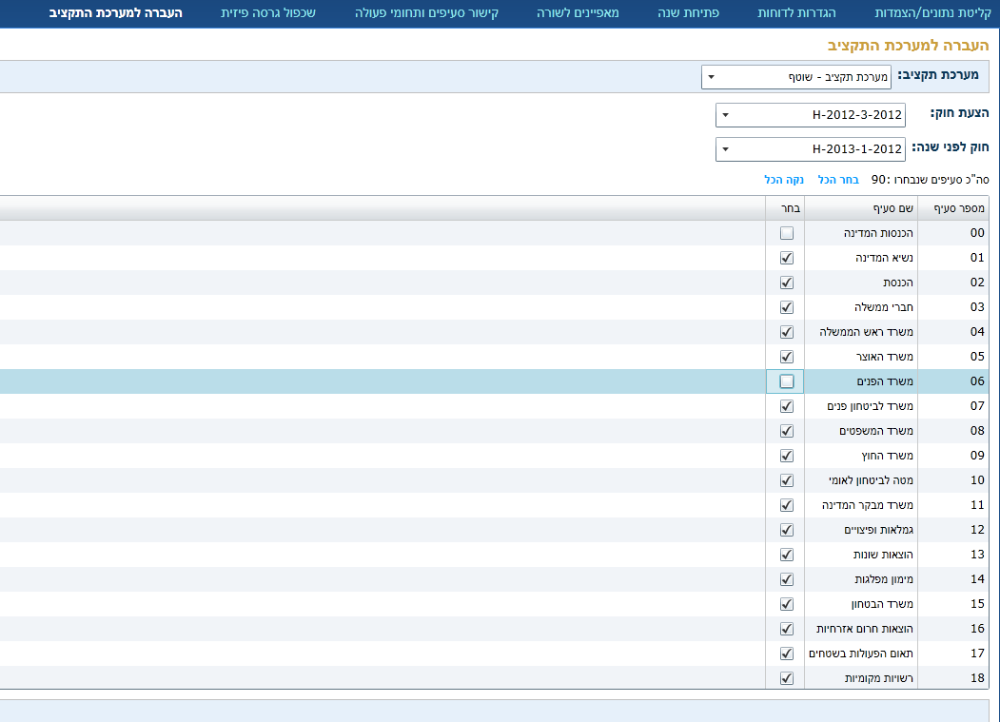 קליטת נתונים/הצמדות הגדרות לדוחות פתיחת שנה מאפיינים לשורה קישור סעיפים ותחומי פעולה שכפול גרסה פיזית העברה למערכת התקציב
העברה למערכת התקציב
מערכת תקציב: מערכת תקציב - שוטף
הצעת חוק: H-2012-3-2012
חוק לפני שנה: H-2013-1-2012
סה"כ סעיפים שנבחרו :90 בחר הכל נקה הכל
מספר סעיף שם סעיף בחר
00 הכנסות המדינה
01 נשיא המדינה
02 הכנסת
03 חברי ממשלה
04 משרד ראש הממשלה
05 משרד האוצר
06 משרד הפנים
07 משרד לביטחון פנים
08 משרד המשפטים
09 משרד החוץ
10 מטה לביטחון לאומי
11 משרד מבקר המדינה
12 גמלאות ופיצויים
13 הוצאות שונות
14 מימון מפלגות
15 משרד הבטחון
16 הוצאות חרום אזרחיות
17 תאום הפעולות בשטחים
18 רשויות מקומיות